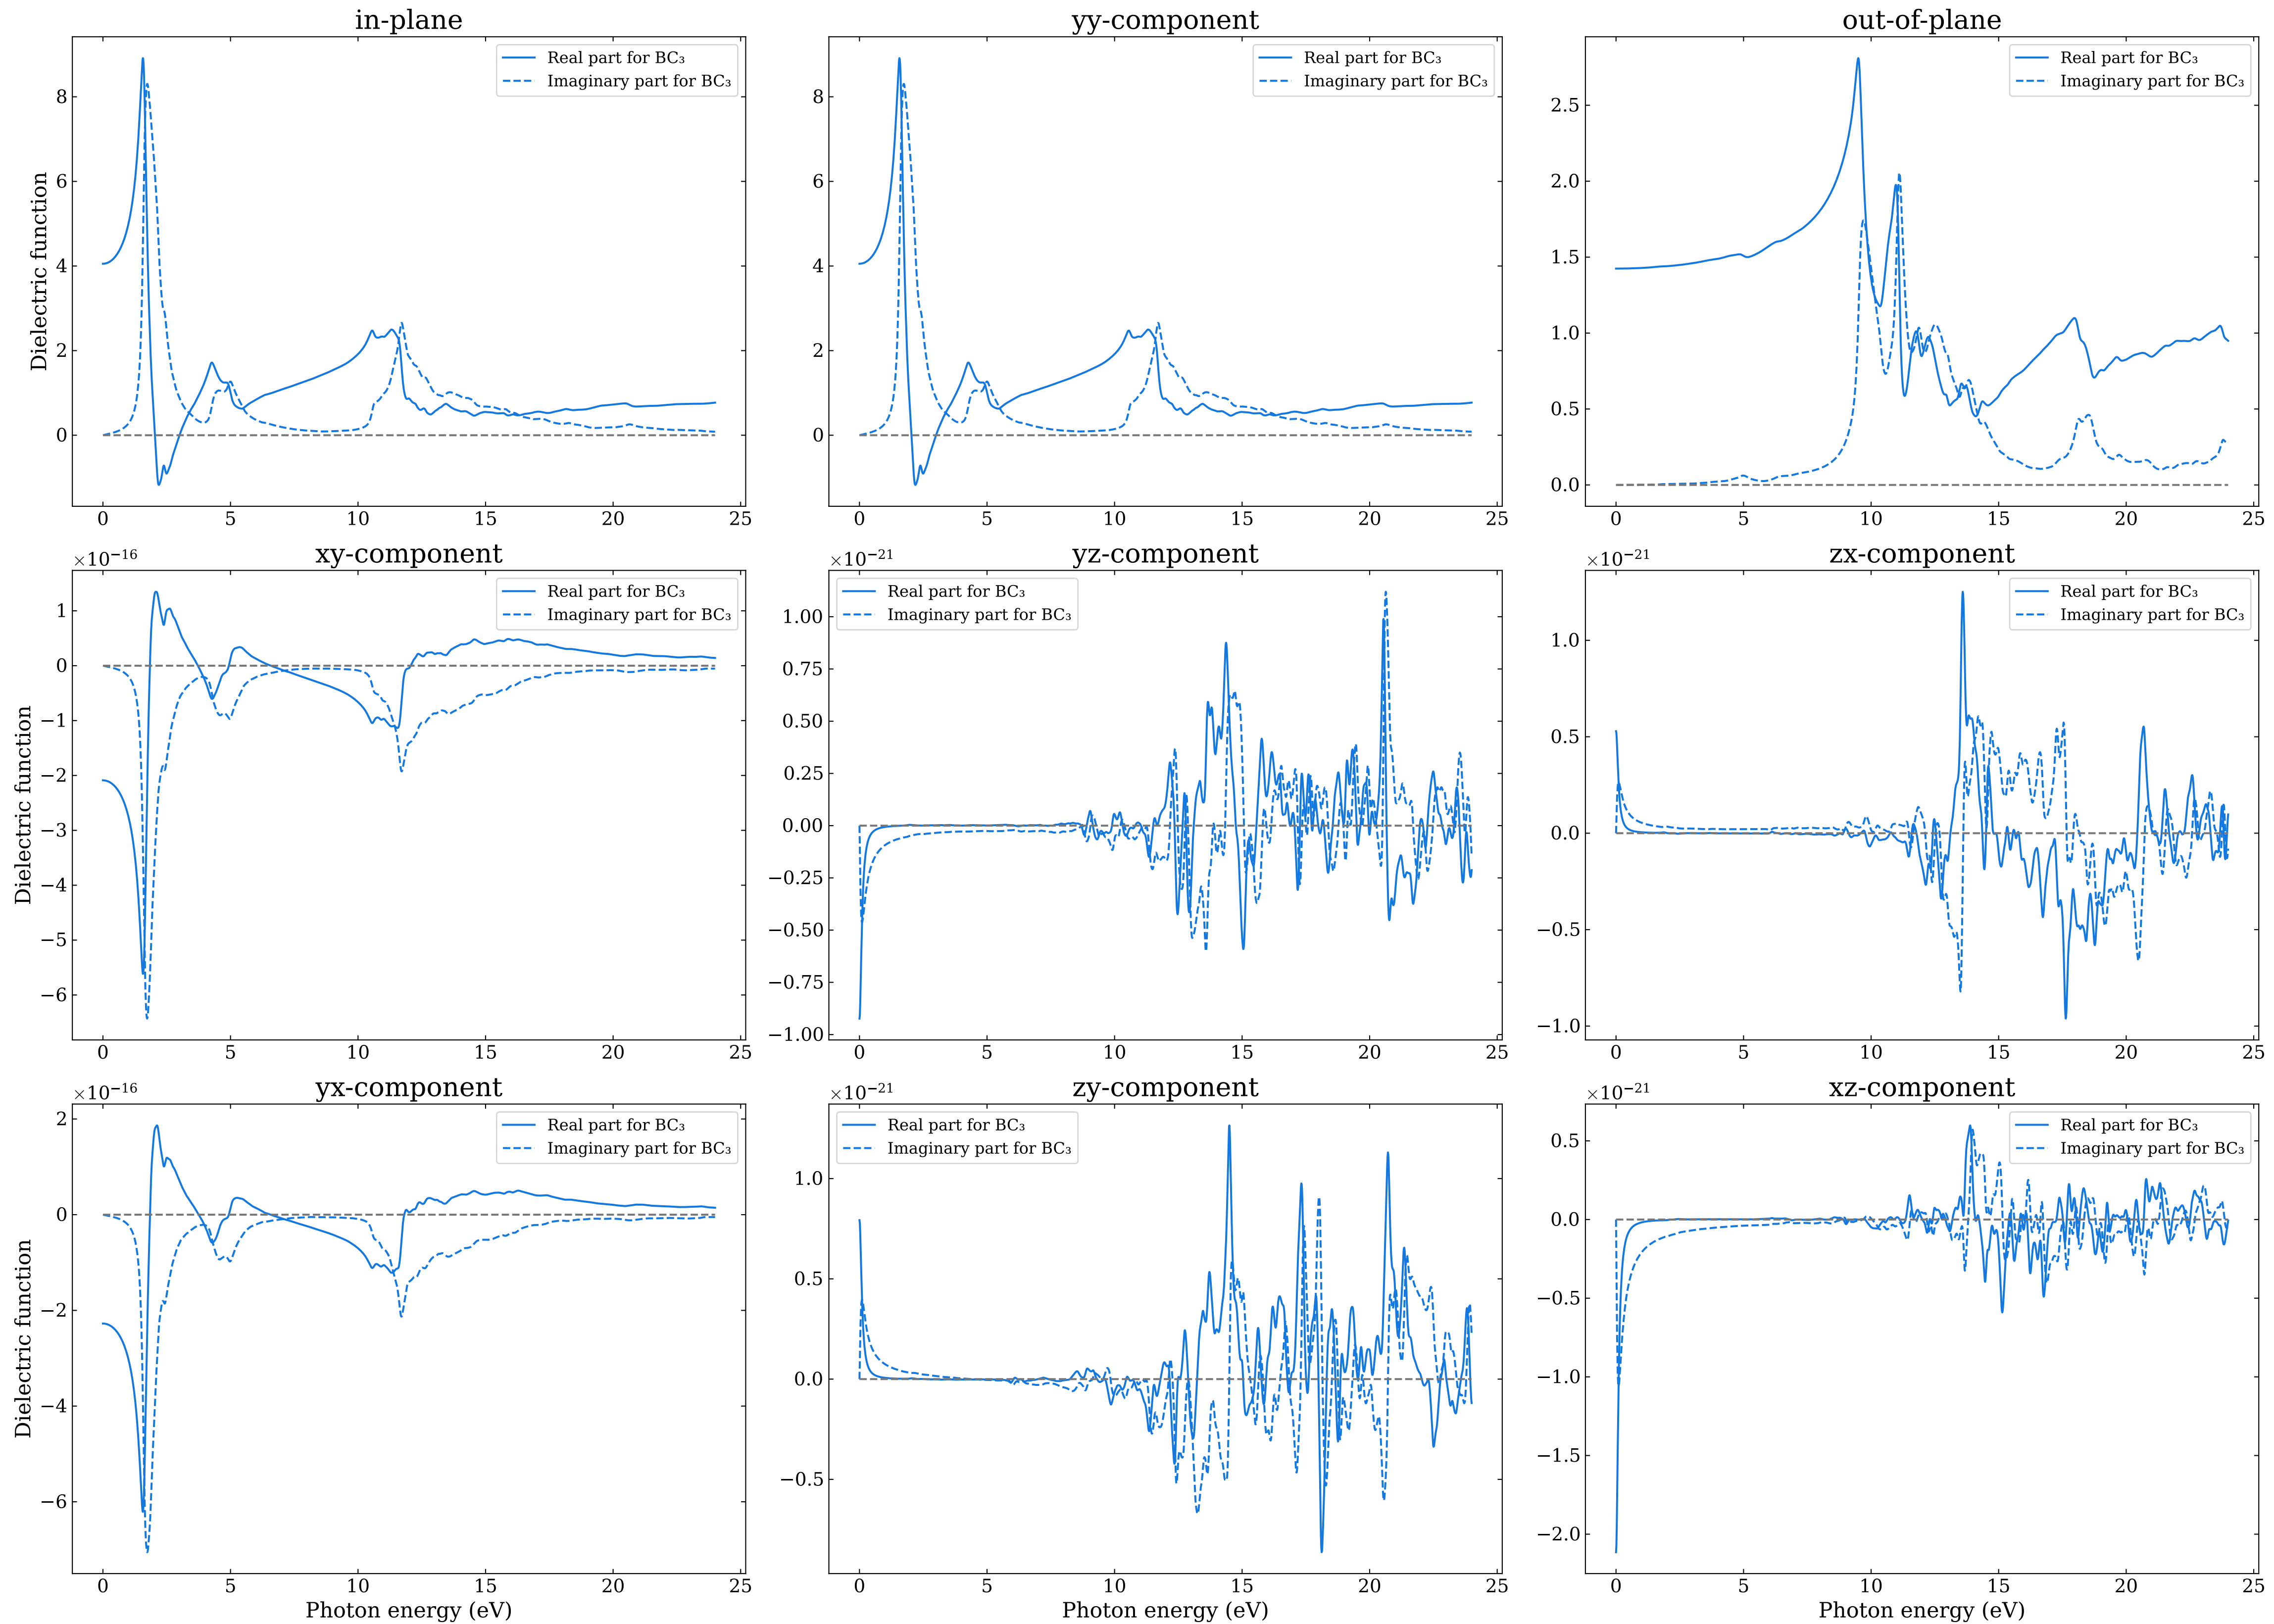 in-plane
yy-component
out-of-plane
Real part for BC₃
Imaginary part for BC₃
Real part for BC₃
Imaginary part for BC₃
Real part for BC₃
Imaginary part for BC₃
Dielectric function
8
6
4
2
0
8
6
4
2
0
2.5
2.0
1.5
1.0
0.5
0.0
0 5 10 15 20 25
0 5 10 15 20 25
0 5 10 15 20 25
xy-component
yz-component
zx-component
×10⁻¹⁶
×10⁻²¹
×10⁻²¹
Real part for BC₃
Imaginary part for BC₃
Real part for BC₃
Imaginary part for BC₃
Real part for BC₃
Imaginary part for BC₃
Dielectric function
1
0
−1
−2
−3
−4
−5
−6
1.00
0.75
0.50
0.25
0.00
−0.25
−0.50
−0.75
−1.00
1.0
0.5
0.0
−0.5
−1.0
0 5 10 15 20 25
0 5 10 15 20 25
0 5 10 15 20 25
yx-component
zy-component
xz-component
×10⁻¹⁶
×10⁻²¹
×10⁻²¹
Real part for BC₃
Imaginary part for BC₃
Real part for BC₃
Imaginary part for BC₃
Real part for BC₃
Imaginary part for BC₃
Dielectric function
2
0
−2
−4
−6
1.0
0.5
0.0
−0.5
0.5
0.0
−0.5
−1.0
−1.5
−2.0
0 5 10 15 20 25
0 5 10 15 20 25
0 5 10 15 20 25
Photon energy (eV)
Photon energy (eV)
Photon energy (eV)